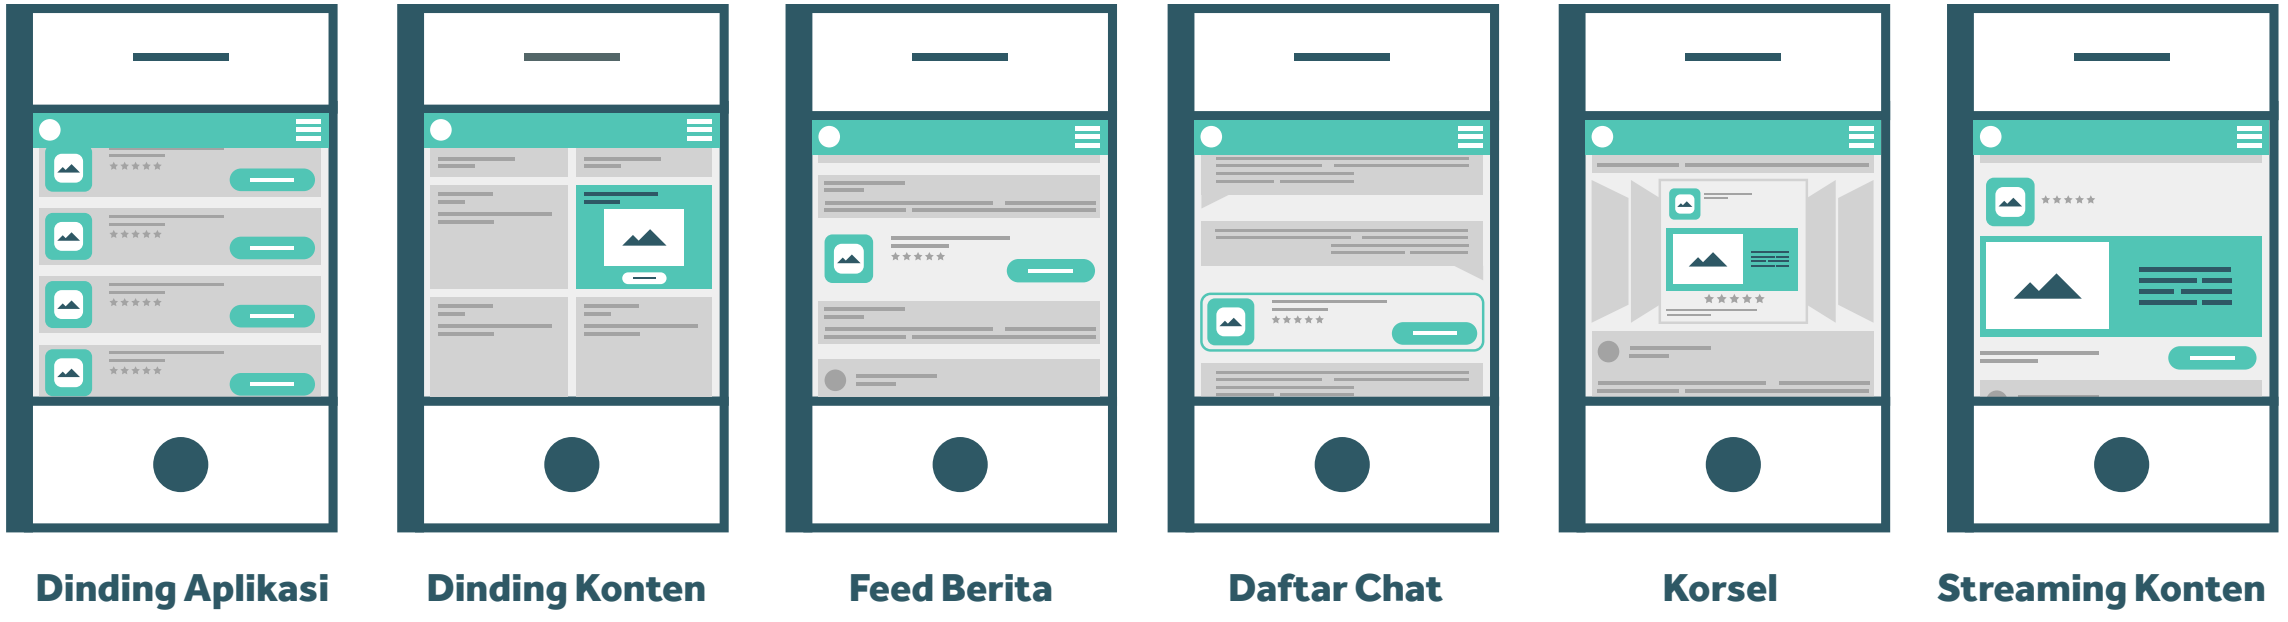 Dinding Aplikasi
Dinding Konten
Feed Berita
Daftar Chat
Korsel
Streaming Konten